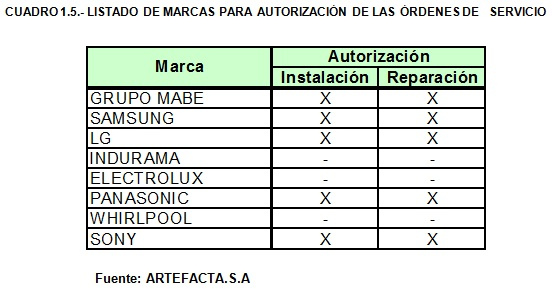 CUADRO 1.5.- LISTADO DE MARCAS PARA AUTORIZACIÓN DE LAS ÓRDENES DE SERVICIO
Marca Autorización
Instalación Reparación
GRUPO MABE X X
SAMSUNG X X
LG X X
INDURAMA - -
ELECTROLUX - -
PANASONIC X X
WHIRLPOOL - -
SONY X X
Fuente: ARTEFACTA.S.A